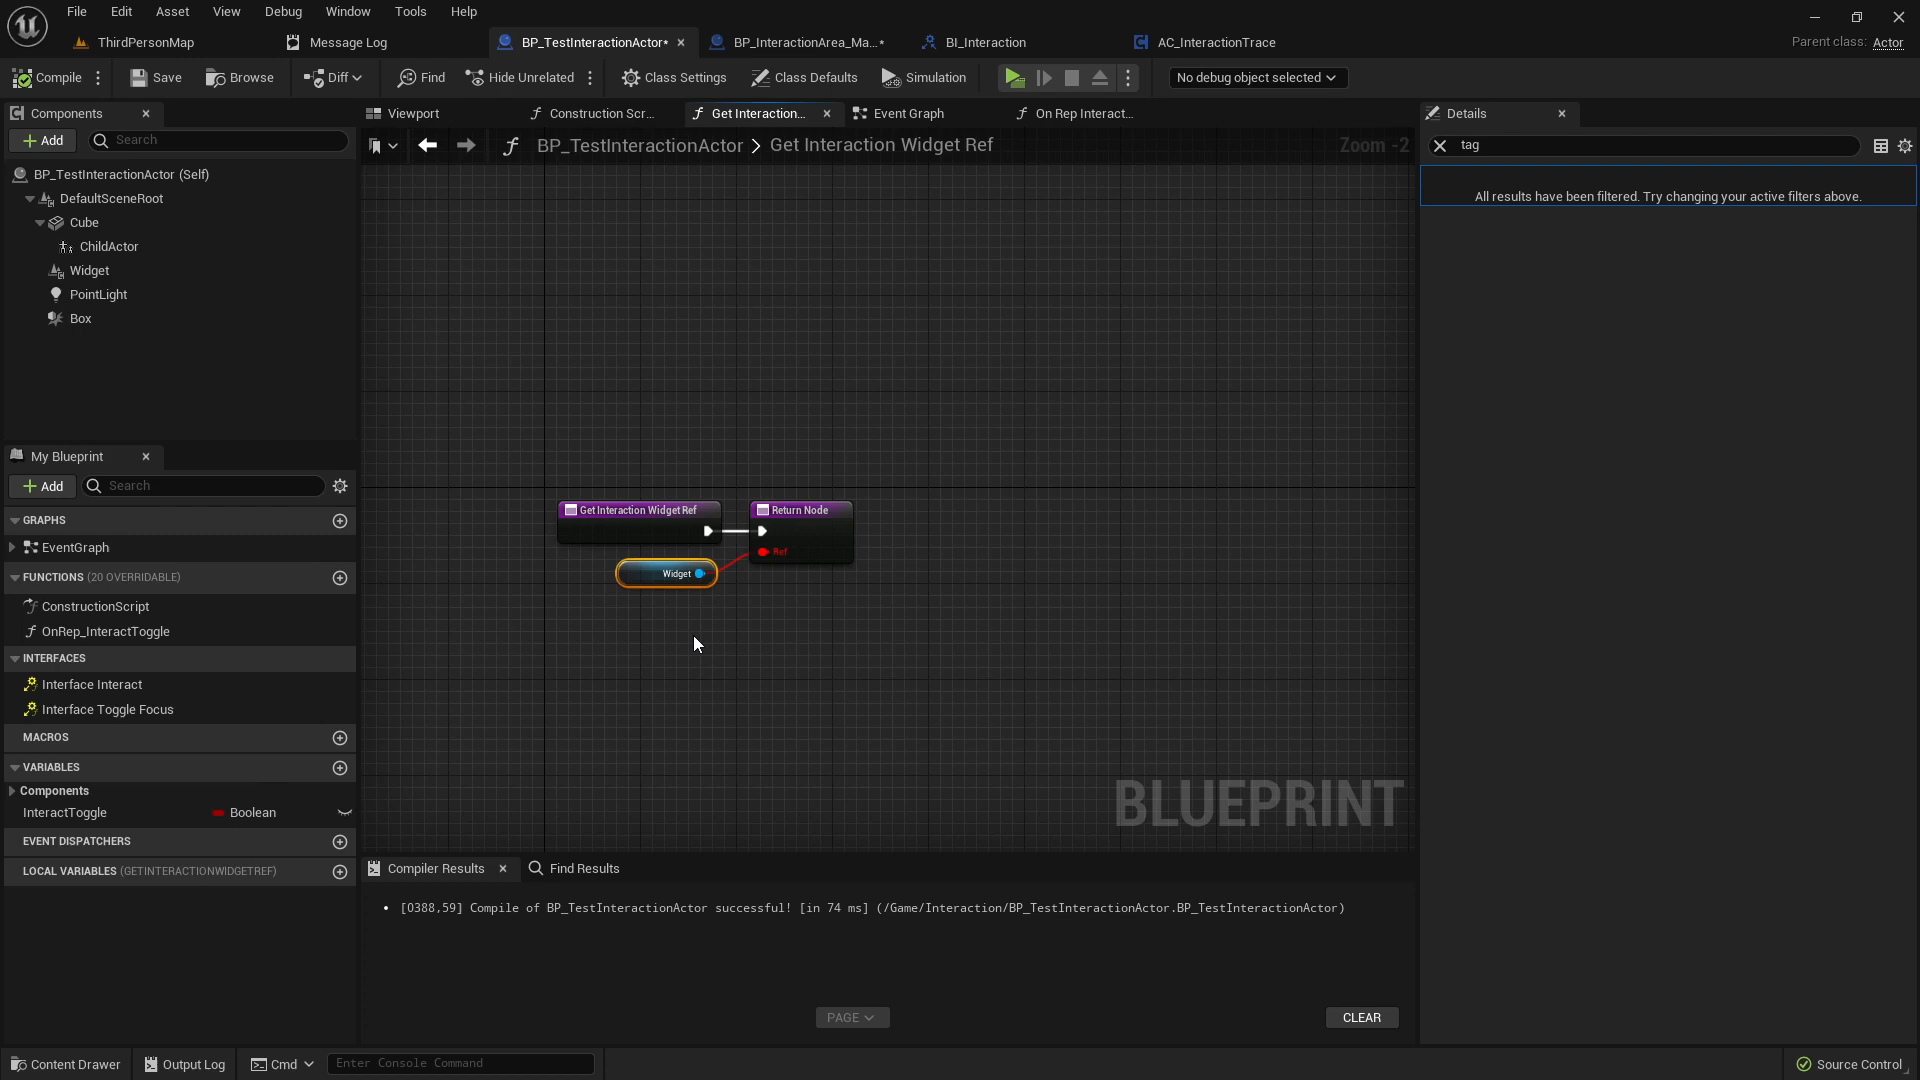 File Edit Asset View Debug Window Tools Help
ThirdPersonMap
Message Log
BP_TestInteractionActor*
BP_InteractionArea_Ma...*
BI_Interaction
AC_InteractionTrace
Parent class: Actor
Compile
Save
Browse
Diff
Find
Hide Unrelated
Class Settings
Class Defaults
Simulation
No debug object selected
Components
Viewport
Construction Scr...
Get Interaction...
Event Graph
On Rep Interact...
Details
Add
Search
BP_TestInteractionActor > Get Interaction Widget Ref
Zoom -2
tag
BP_TestInteractionActor (Self)
All results have been filtered. Try changing your active filters above.
DefaultSceneRoot
Cube
ChildActor
Widget
PointLight
Box
My Blueprint
Add
Search
GRAPHS
EventGraph
FUNCTIONS (20 OVERRIDABLE)
ConstructionScript
OnRep_InteractToggle
INTERFACES
Interface Interact
Interface Toggle Focus
MACROS
VARIABLES
Components
InteractToggle Boolean
EVENT DISPATCHERS
LOCAL VARIABLES (GETINTERACTIONWIDGETREF)
Get Interaction Widget Ref
Return Node
Ref
Widget
BLUEPRINT
Compiler Results
Find Results
• [0388,59] Compile of BP_TestInteractionActor successful! [in 74 ms] (/Game/Interaction/BP_TestInteractionActor.BP_TestInteractionActor)
PAGE
CLEAR
Content Drawer
Output Log
Cmd
Enter Console Command
Source Control